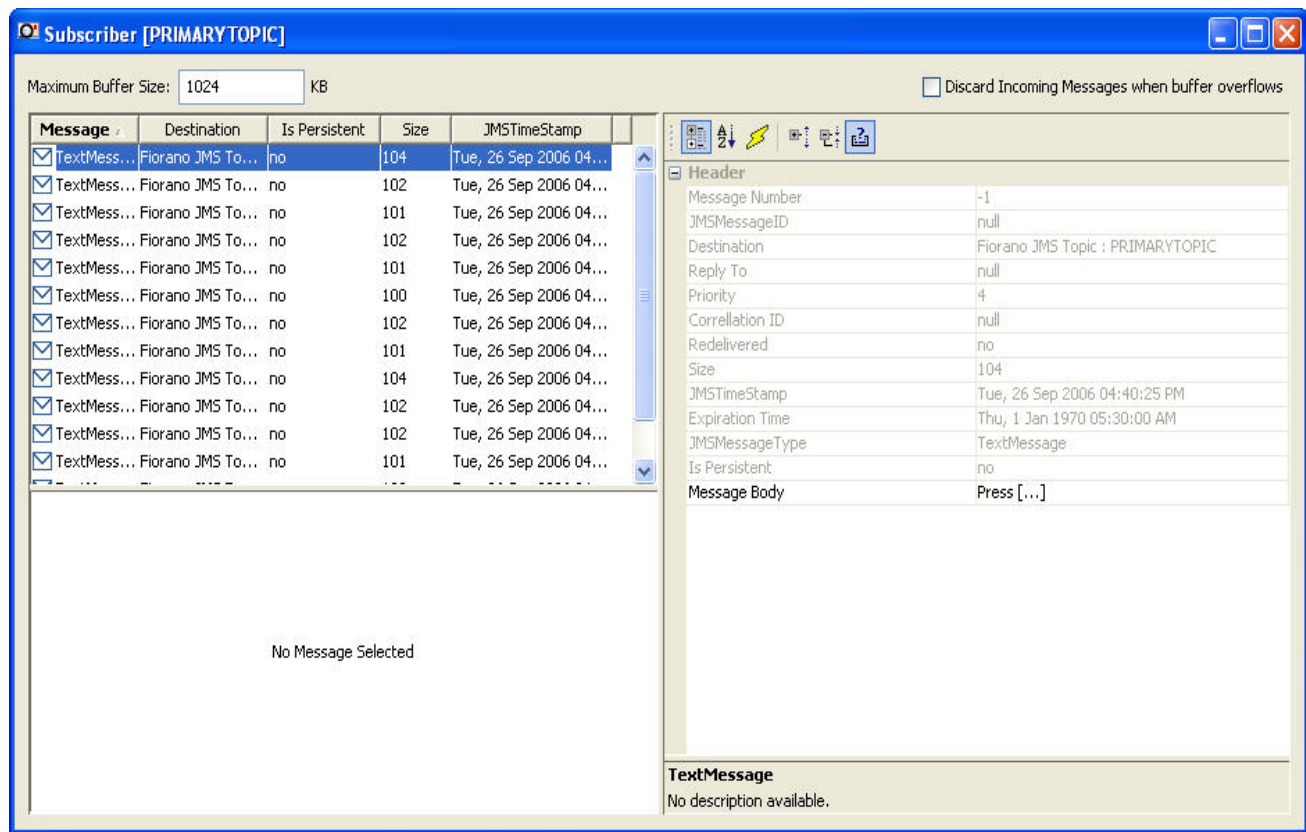 Subscriber [PRIMARYTOPIC]
Maximum Buffer Size: 1024 KB
Discard Incoming Messages when buffer overflows
Message Destination Is Persistent Size JMSTimeStamp
TextMess... Fiorano JMS To... no 104 Tue, 26 Sep 2006 04...
TextMess... Fiorano JMS To... no 102 Tue, 26 Sep 2006 04...
TextMess... Fiorano JMS To... no 101 Tue, 26 Sep 2006 04...
TextMess... Fiorano JMS To... no 102 Tue, 26 Sep 2006 04...
TextMess... Fiorano JMS To... no 101 Tue, 26 Sep 2006 04...
TextMess... Fiorano JMS To... no 100 Tue, 26 Sep 2006 04...
TextMess... Fiorano JMS To... no 102 Tue, 26 Sep 2006 04...
TextMess... Fiorano JMS To... no 101 Tue, 26 Sep 2006 04...
TextMess... Fiorano JMS To... no 104 Tue, 26 Sep 2006 04...
TextMess... Fiorano JMS To... no 102 Tue, 26 Sep 2006 04...
TextMess... Fiorano JMS To... no 102 Tue, 26 Sep 2006 04...
TextMess... Fiorano JMS To... no 101 Tue, 26 Sep 2006 04...
No Message Selected
Header
Message Number -1
JMSMessageID null
Destination Fiorano JMS Topic : PRIMARYTOPIC
Reply To null
Priority 4
Correllation ID null
Redelivered no
Size 104
JMSTimeStamp Tue, 26 Sep 2006 04:40:25 PM
Expiration Time Thu, 1 Jan 1970 05:30:00 AM
JMSMessageType TextMessage
Is Persistent no
Message Body Press [...]
TextMessage
No description available.